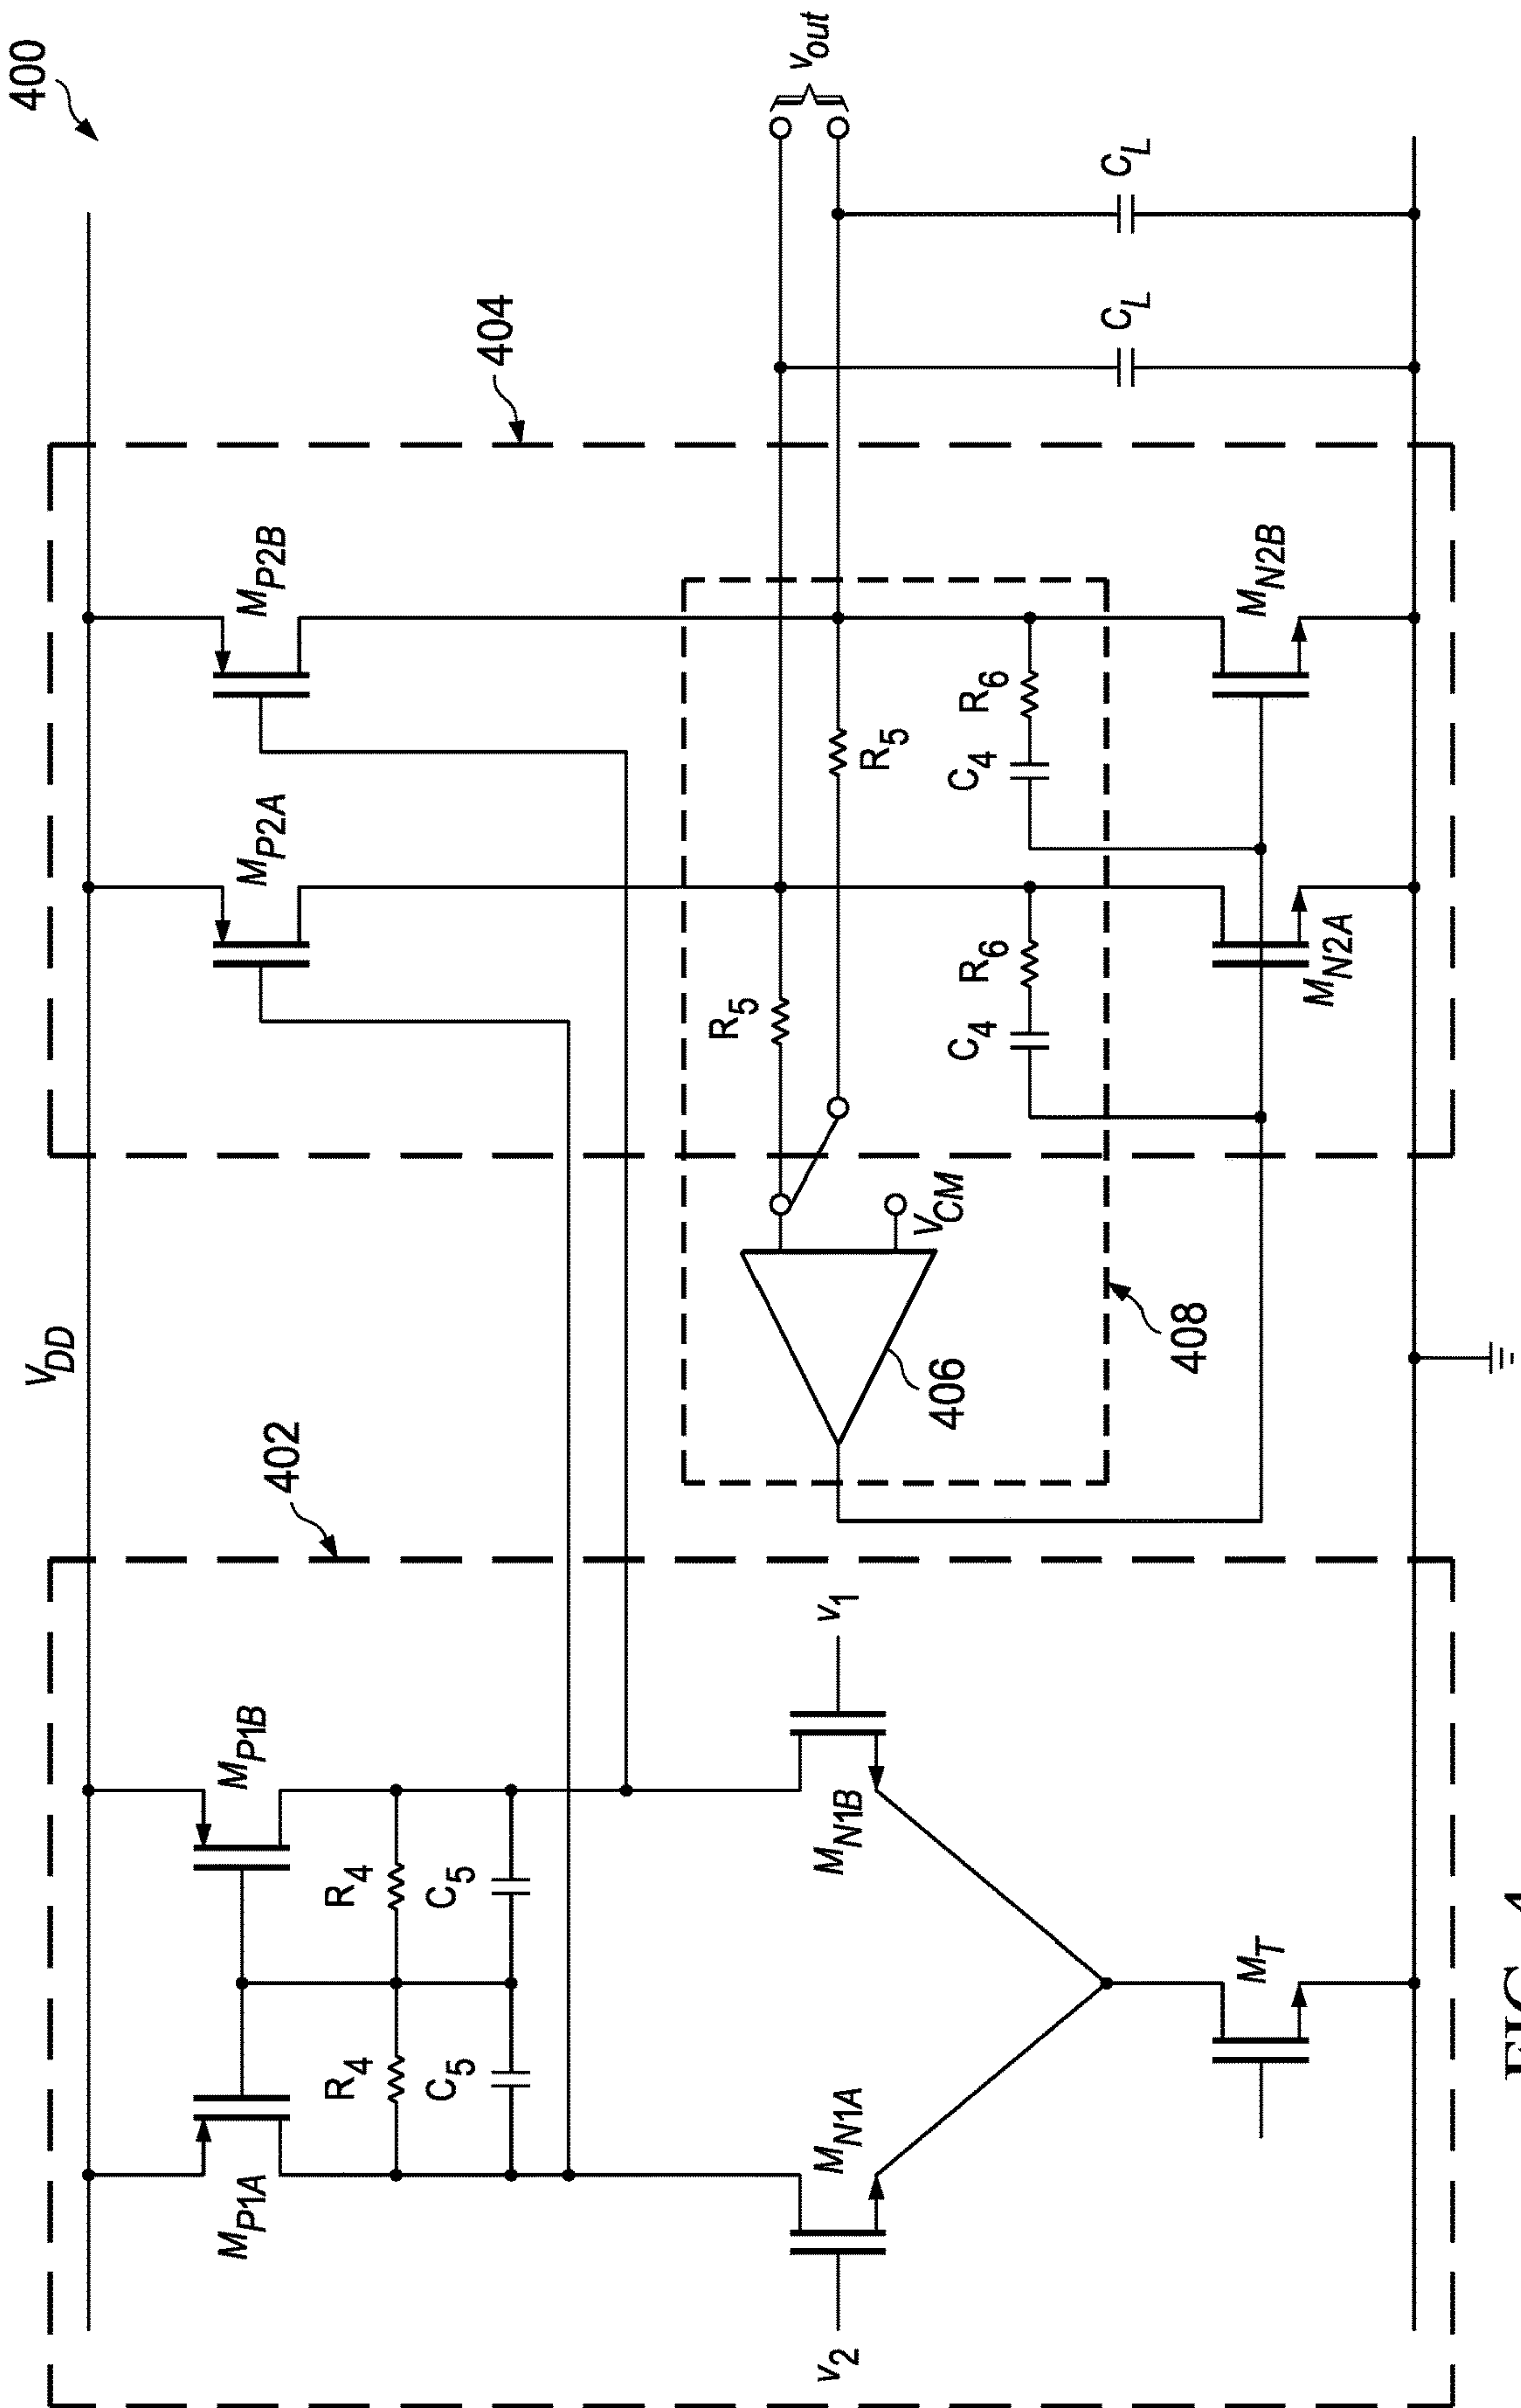 400
V_DD
402
404
M_P1A
M_P1B
M_P2A
M_P2B
R_4
R_4
C_5
C_5
v_out
R_5
R_5
406
V_CM
408
v_2
v_1
M_N1A
M_N1B
C_4
R_6
C_4
R_6
C_L
C_L
M_T
M_N2A
M_N2B